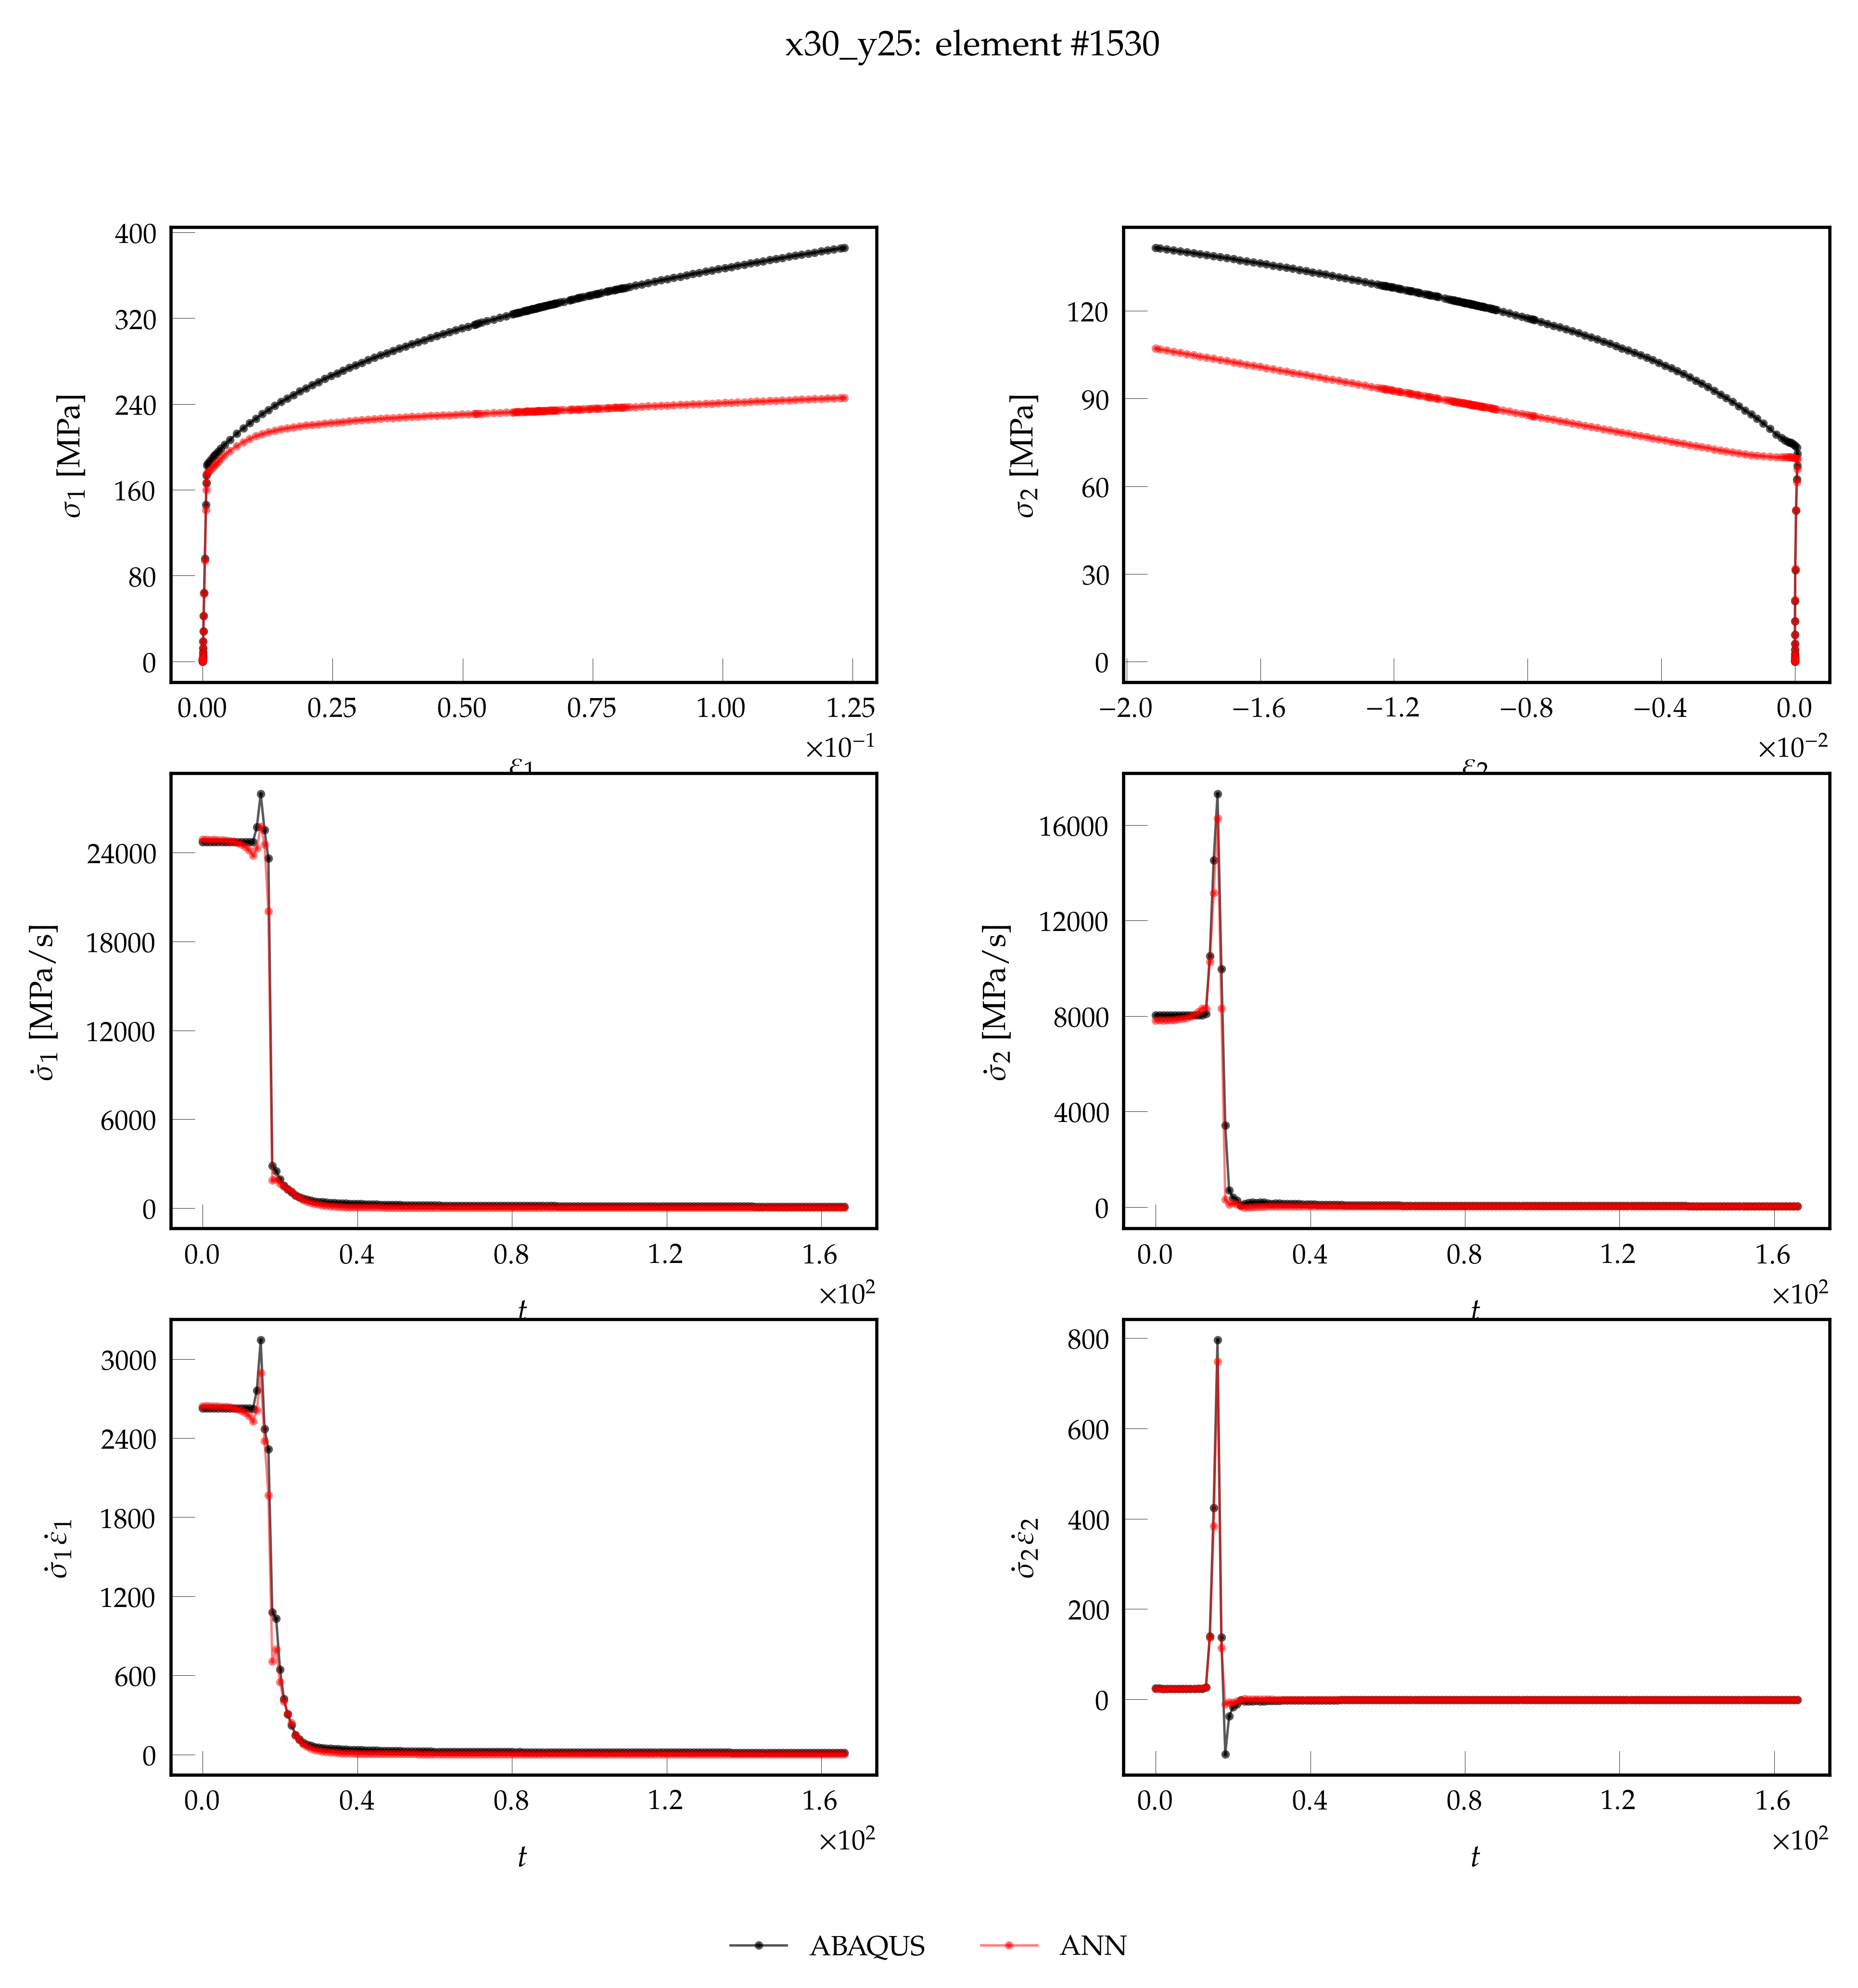 x30_y25: element #1530
400
320
240
160
80
0
σ₁ [MPa]
0.00 0.25 0.50 0.75 1.00 1.25
×10⁻¹
ε₁
120
90
60
30
0
σ₂ [MPa]
−2.0 −1.6 −1.2 −0.8 −0.4 0.0
×10⁻²
ε₂
24000
18000
12000
6000
0
σ̇₁ [MPa/s]
0.0 0.4 0.8 1.2 1.6
×10²
t
16000
12000
8000
4000
0
σ̇₂ [MPa/s]
0.0 0.4 0.8 1.2 1.6
×10²
t
3000
2400
1800
1200
600
0
σ̇₁ε̇₁
0.0 0.4 0.8 1.2 1.6
×10²
t
800
600
400
200
0
σ̇₂ε̇₂
0.0 0.4 0.8 1.2 1.6
×10²
t
ABAQUS ANN